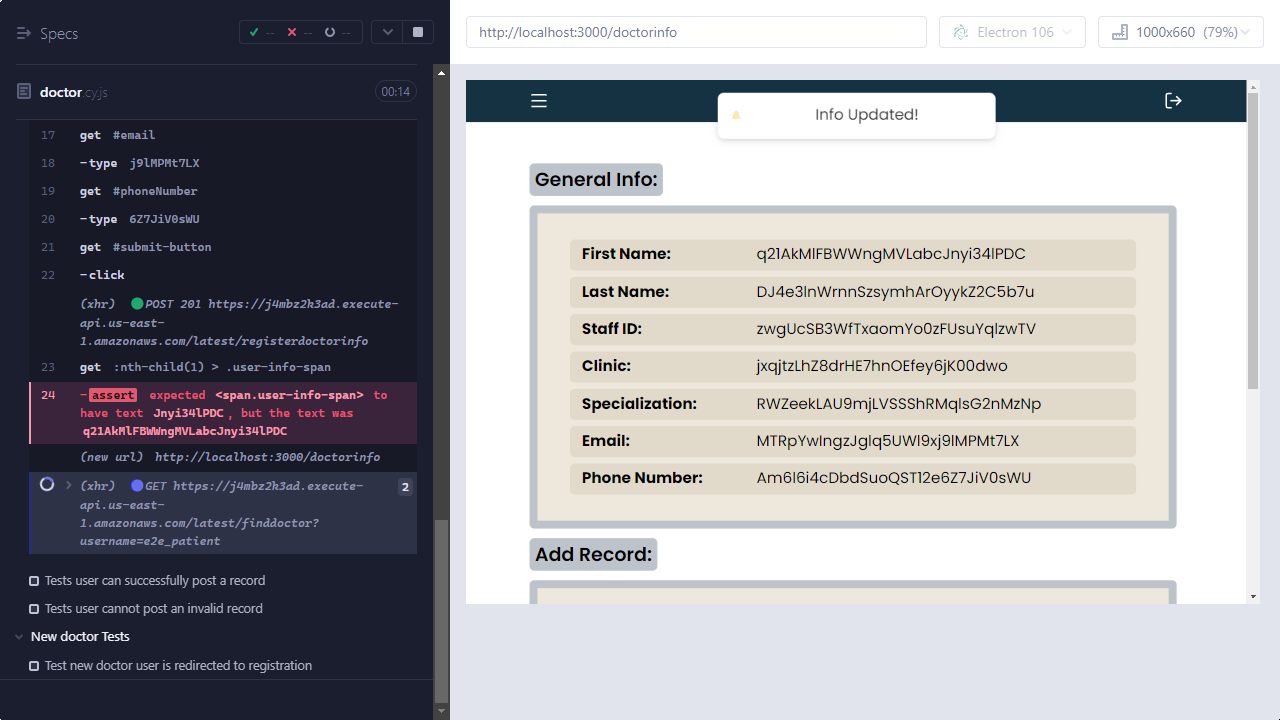 Specs
--
--
--
doctor.cy.js
00:14
17 get #email
18 -type j9lMPMt7LX
19 get #phoneNumber
20 -type 6Z7JiV0sWU
21 get #submit-button
22 -click
(xhr) POST 201 https://j4mbz2k3ad.execute-
api.us-east-
1.amazonaws.com/latest/registerdoctorinfo
23 get :nth-child(1) > .user-info-span
24 -assert expected <span.user-info-span> to
have text Jnyi34lPDC, but the text was
q21AkMlFBWWngMVLabcJnyi34lPDC
(new url) http://localhost:3000/doctorinfo
(xhr) GET https://j4mbz2k3ad.execute-
2
api.us-east-
1.amazonaws.com/latest/finddoctor?
username=e2e_patient
Tests user can successfully post a record
Tests user cannot post an invalid record
New doctor Tests
Test new doctor user is redirected to registration
http://localhost:3000/doctorinfo
Electron 106
1000x660 (79%)
Info Updated!
General Info:
First Name: q21AkMlFBWWngMVLabcJnyi34lPDC
Last Name: DJ4e3lnWrnnSzsymhArOyykZ2C5b7u
Staff ID: zwgUcSB3WfTxaomYo0zFUsuYqlzwTV
Clinic: jxqjtzLhZ8drHE7hnOEfey6jK00dwo
Specialization: RWZeekLAU9mjLVSSShRMqlsG2nMzNp
Email: MTRpYwIngzJglq5UWl9xj9lMPMt7LX
Phone Number: Am6l6i4cDbdSuoQST12e6Z7JiV0sWU
Add Record: